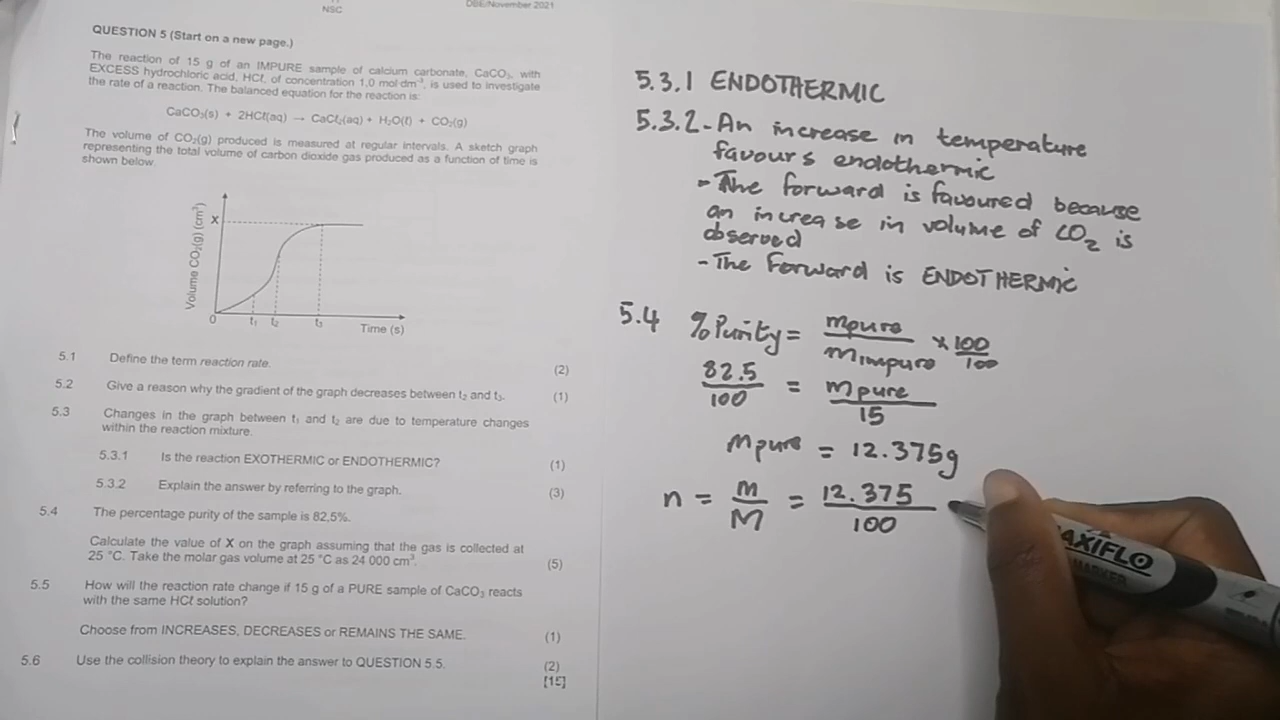 NSC
DBE/November 2021
QUESTION 5 (Start on a new page.)
The reaction of 15 g of an IMPURE sample of calcium carbonate, CaCO₃, with
EXCESS hydrochloric acid, HCℓ, of concentration 1,0 mol·dm⁻³, is used to investigate
the rate of a reaction. The balanced equation for the reaction is:
CaCO₃(s) + 2HCℓ(aq) → CaCℓ₂(aq) + H₂O(ℓ) + CO₂(g)
The volume of CO₂(g) produced is measured at regular intervals. A sketch graph
representing the total volume of carbon dioxide gas produced as a function of time is
shown below.
Volume CO₂(g) (cm³)
X
0
t₁ t₂ t₃
Time (s)
5.1 Define the term reaction rate. (2)
5.2 Give a reason why the gradient of the graph decreases between t₂ and t₃. (1)
5.3 Changes in the graph between t₁ and t₂ are due to temperature changes
within the reaction mixture.
5.3.1 Is the reaction EXOTHERMIC or ENDOTHERMIC? (1)
5.3.2 Explain the answer by referring to the graph. (3)
5.4 The percentage purity of the sample is 82,5%.
Calculate the value of X on the graph assuming that the gas is collected at
25 °C. Take the molar gas volume at 25 °C as 24 000 cm³. (5)
5.5 How will the reaction rate change if 15 g of a PURE sample of CaCO₃ reacts
with the same HCℓ solution?
Choose from INCREASES, DECREASES or REMAINS THE SAME. (1)
5.6 Use the collision theory to explain the answer to QUESTION 5.5. (2)
[15]
5.3.1 ENDOTHERMIC
5.3.2 - An increase in temperature
favours endothermic
- The forward is favoured because
an increase in volume of CO₂ is
observed
- The forward is ENDOTHERMIC
5.4 % Purity = mpure / mimpure × 100/100
82.5/100 = mpure/15
mpure = 12.375g
n = m/M = 12.375/100
AXIFLO
MARKER